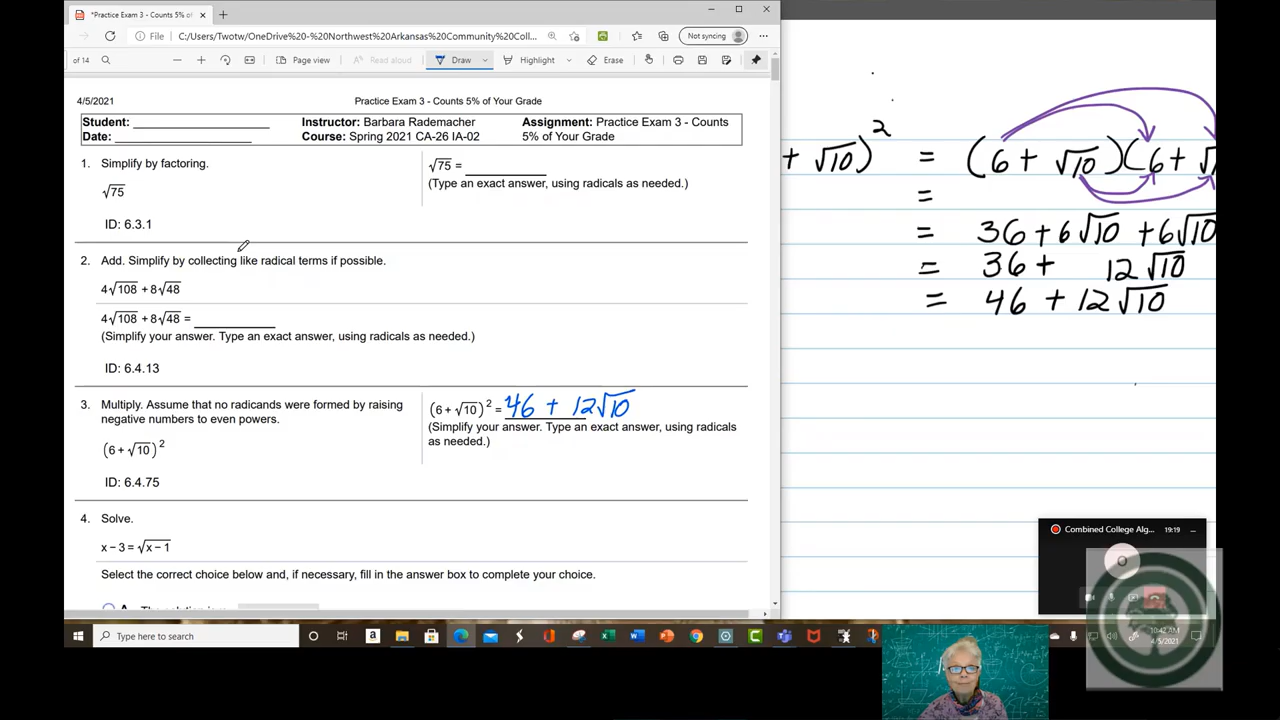 *Practice Exam 3 - Counts 5% of
File C:/Users/Twotw/OneDrive%20-%20Northwest%20Arkansas%20Community%20Coll... Not syncing
of 14 Page view Read aloud Draw Highlight Erase
4/5/2021 Practice Exam 3 - Counts 5% of Your Grade
Student: Instructor: Barbara Rademacher Assignment: Practice Exam 3 - Counts
Date: Course: Spring 2021 CA-26 IA-02 5% of Your Grade
1. Simplify by factoring.
√75
ID: 6.3.1
√75 =
(Type an exact answer, using radicals as needed.)
2. Add. Simplify by collecting like radical terms if possible.
4√108 + 8√48
4√108 + 8√48 =
(Simplify your answer. Type an exact answer, using radicals as needed.)
ID: 6.4.13
3. Multiply. Assume that no radicands were formed by raising
negative numbers to even powers.
(6 + √10)²
ID: 6.4.75
(6 + √10)² = 46 + 12√10
(Simplify your answer. Type an exact answer, using radicals
as needed.)
4. Solve.
x − 3 = √x − 1
Select the correct choice below and, if necessary, fill in the answer box to complete your choice.
A.
+ √10)² = (6 + √10)(6 + √1
=
= 36 + 6√10 + 6√10
= 36 + 12√10
= 46 + 12√10
Combined College Alg... 19:19
O
Type here to search
10:42 AM
4/5/2021